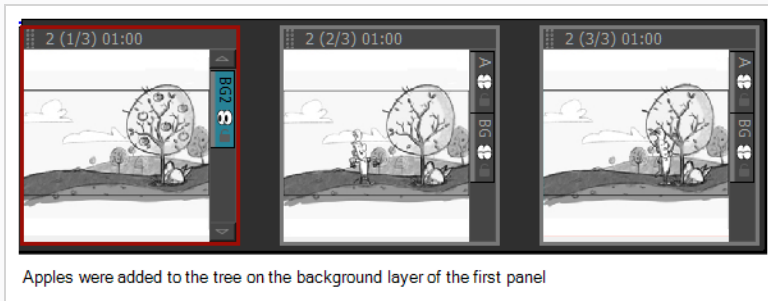 2 (1/3) 01:00
BG2
2 (2/3) 01:00
A
BG
2 (3/3) 01:00
A
BG
Apples were added to the tree on the background layer of the first panel